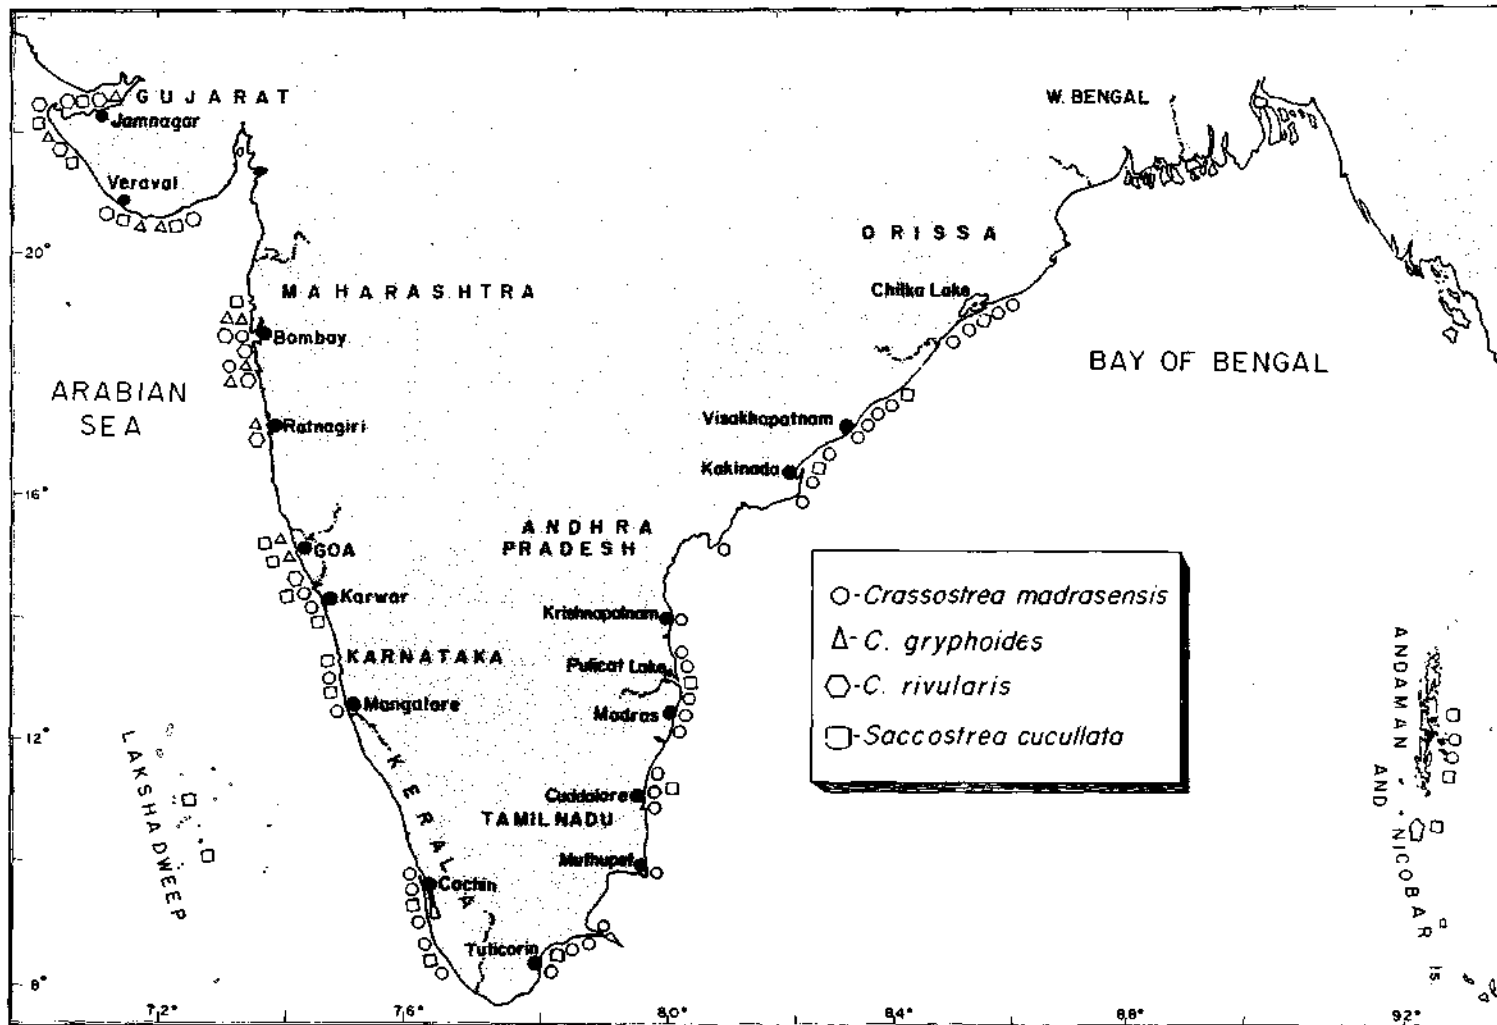 GUJARAT
Jamnagar
Veraval
W. BENGAL
ORISSA
20°
MAHARASHTRA
Chilka Lake
Bombay
ARABIAN
SEA
BAY OF BENGAL
Ratnagiri
Visakhapatnam
Kakinada
16°
ANDHRA
PRADESH
GOA
Karwar
Krishnapatnam
○-Crassostrea madrasensis
△-C. gryphoides
⬡-C. rivularis
□-Saccostrea cucullata
KARNATAKA
Pulicat Lake
Mangalore
Madras
12°
LAKSHADWEEP
KERALA
Cuddalore
TAMILNADU
Muthupet
Cochin
Tuticorin
ANDAMAN
AND
NICOBAR Is.
8°
72°
76°
80°
84°
88°
92°